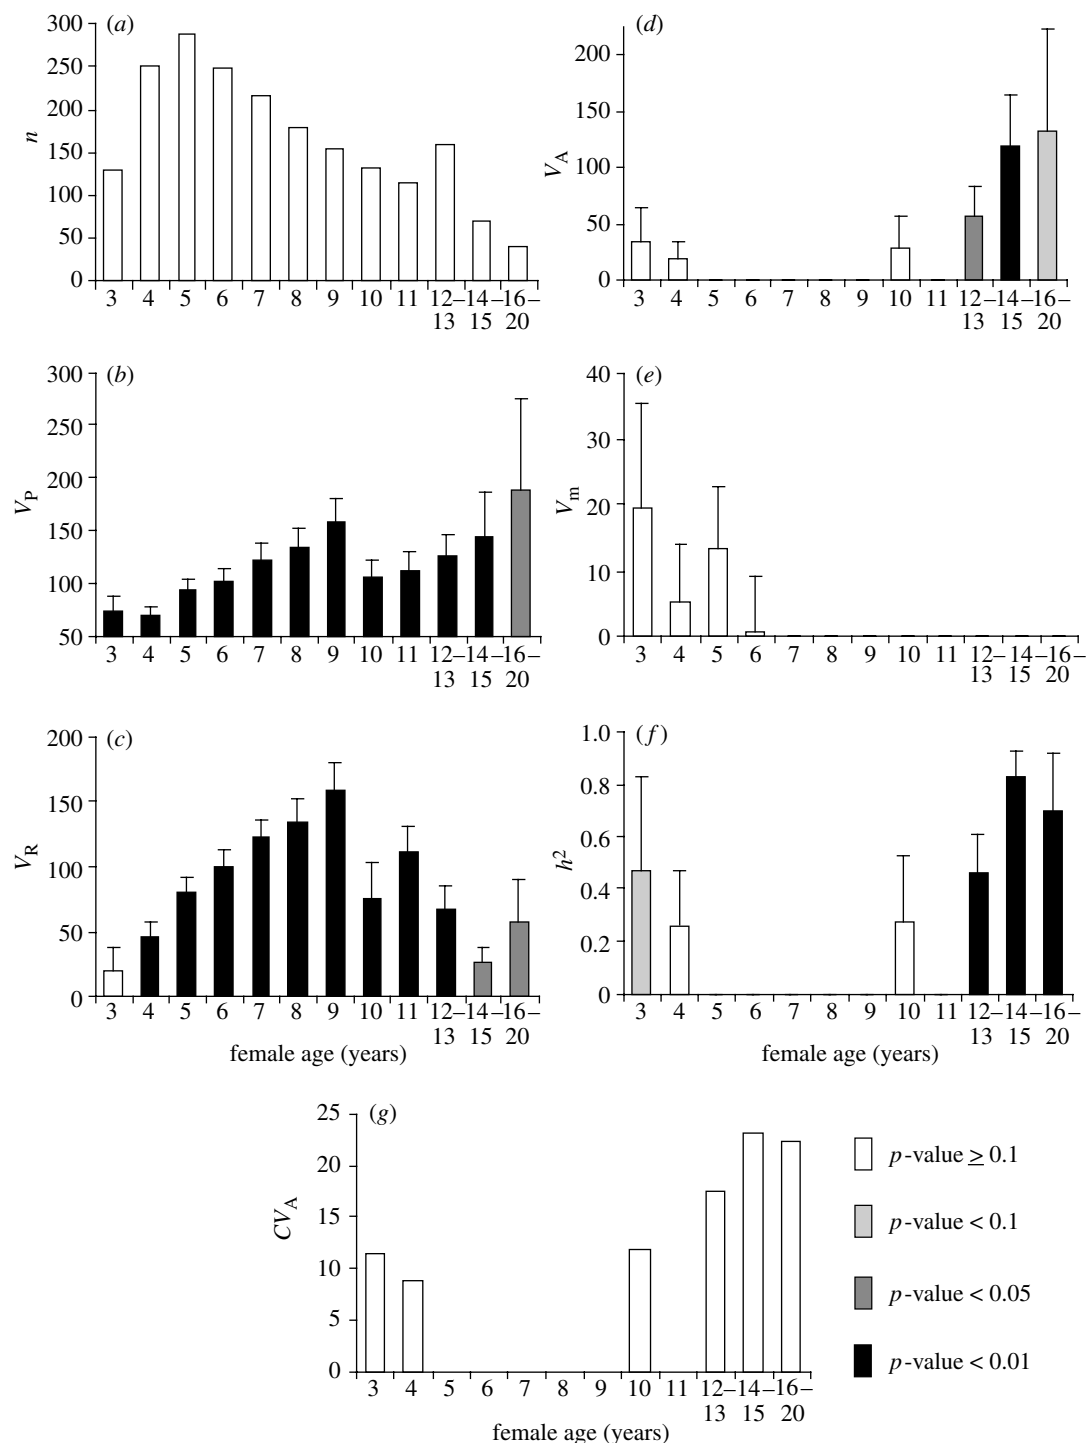 (a)
300
250
200
150
100
50
0
n
3 4 5 6 7 8 9 10 11 12–14–16–
13 15 20
(d)
200
150
100
50
0
V_A
3 4 5 6 7 8 9 10 11 12–14–16–
13 15 20
(b)
300
250
200
150
100
50
V_P
3 4 5 6 7 8 9 10 11 12–14–16–
13 15 20
(e)
40
30
20
10
0
V_m
3 4 5 6 7 8 9 10 11 12–14–16–
13 15 20
(c)
200
150
100
50
0
V_R
3 4 5 6 7 8 9 10 11 12–14–16–
13 15 20
female age (years)
(f)
1.0
0.8
0.6
0.4
0.2
0
h²
3 4 5 6 7 8 9 10 11 12–14–16–
13 15 20
female age (years)
(g)
25
20
15
10
5
0
CV_A
3 4 5 6 7 8 9 10 11 12–14–16–
13 15 20
female age (years)
p-value ≥ 0.1
p-value < 0.1
p-value < 0.05
p-value < 0.01